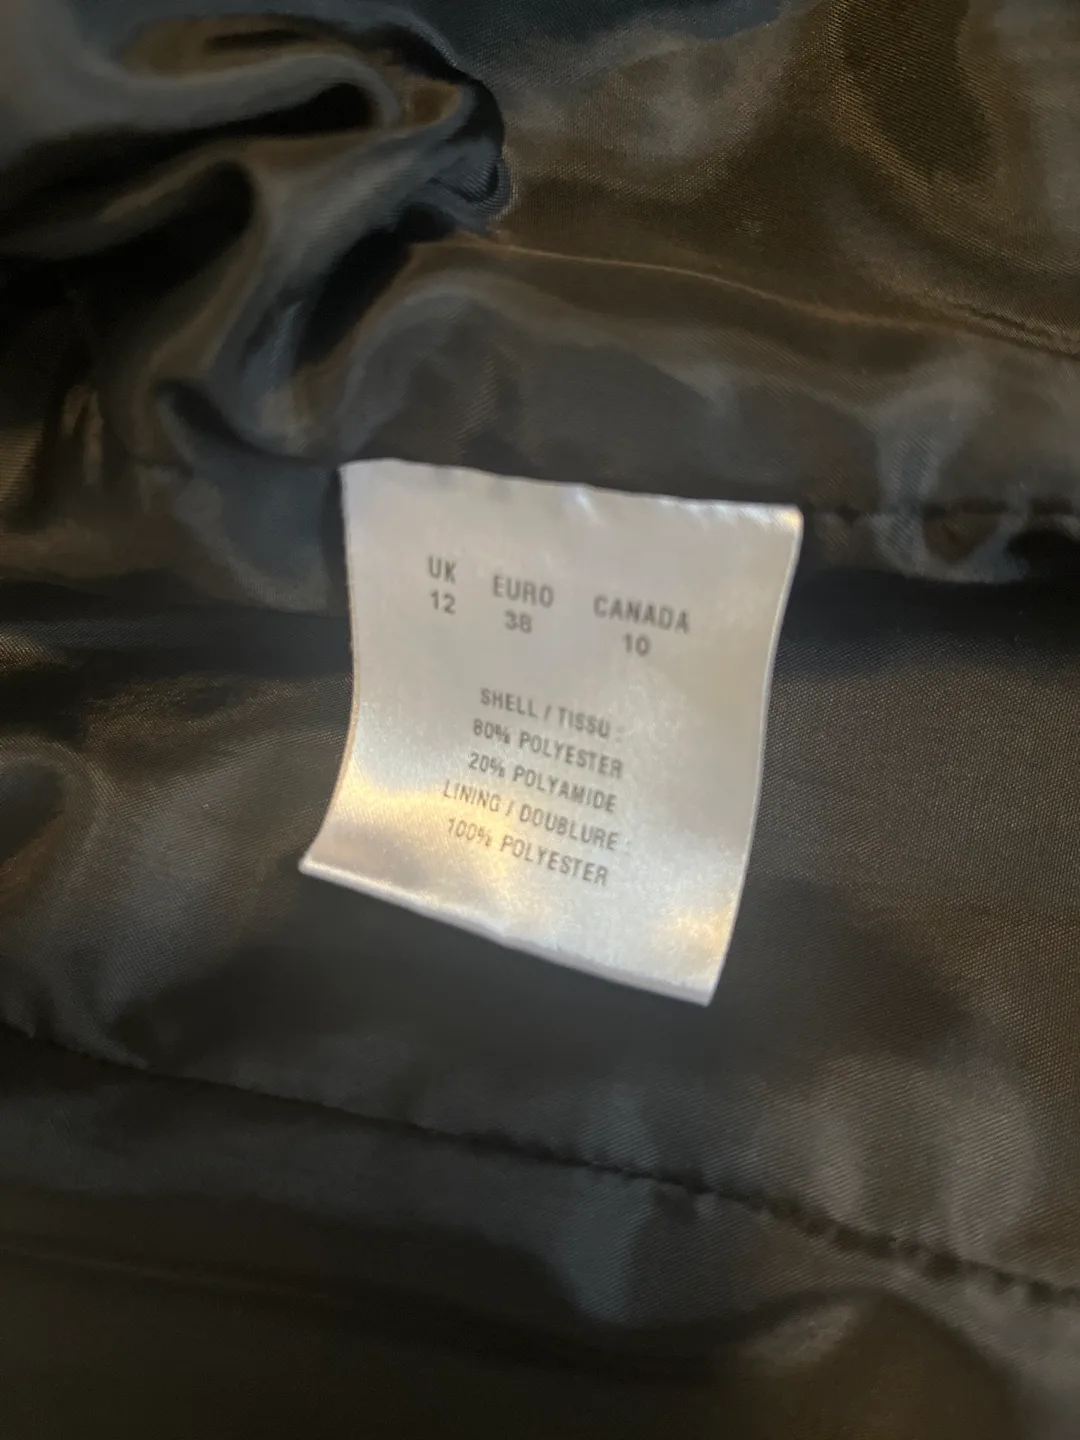 UK EURO CANADA
12 38 10
SHELL / TISSU :
80% POLYESTER
20% POLYAMIDE
LINING / DOUBLURE :
100% POLYESTER